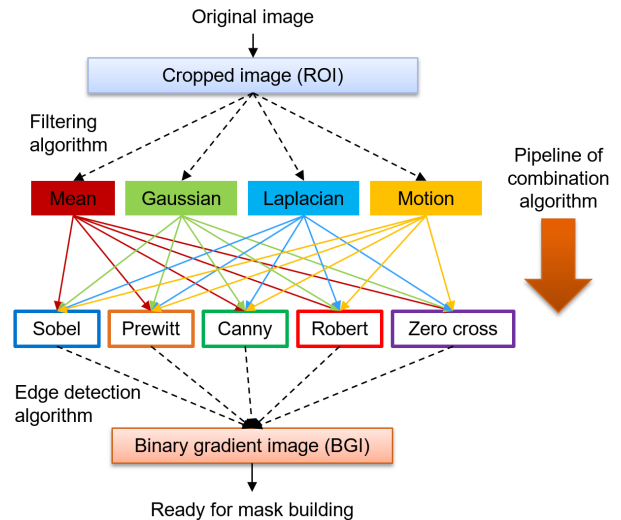 Original image
Cropped image (ROI)
Filtering
algorithm
Mean
Gaussian
Laplacian
Motion
Pipeline of
combination
algorithm
Sobel
Prewitt
Canny
Robert
Zero cross
Edge detection
algorithm
Binary gradient image (BGI)
Ready for mask building